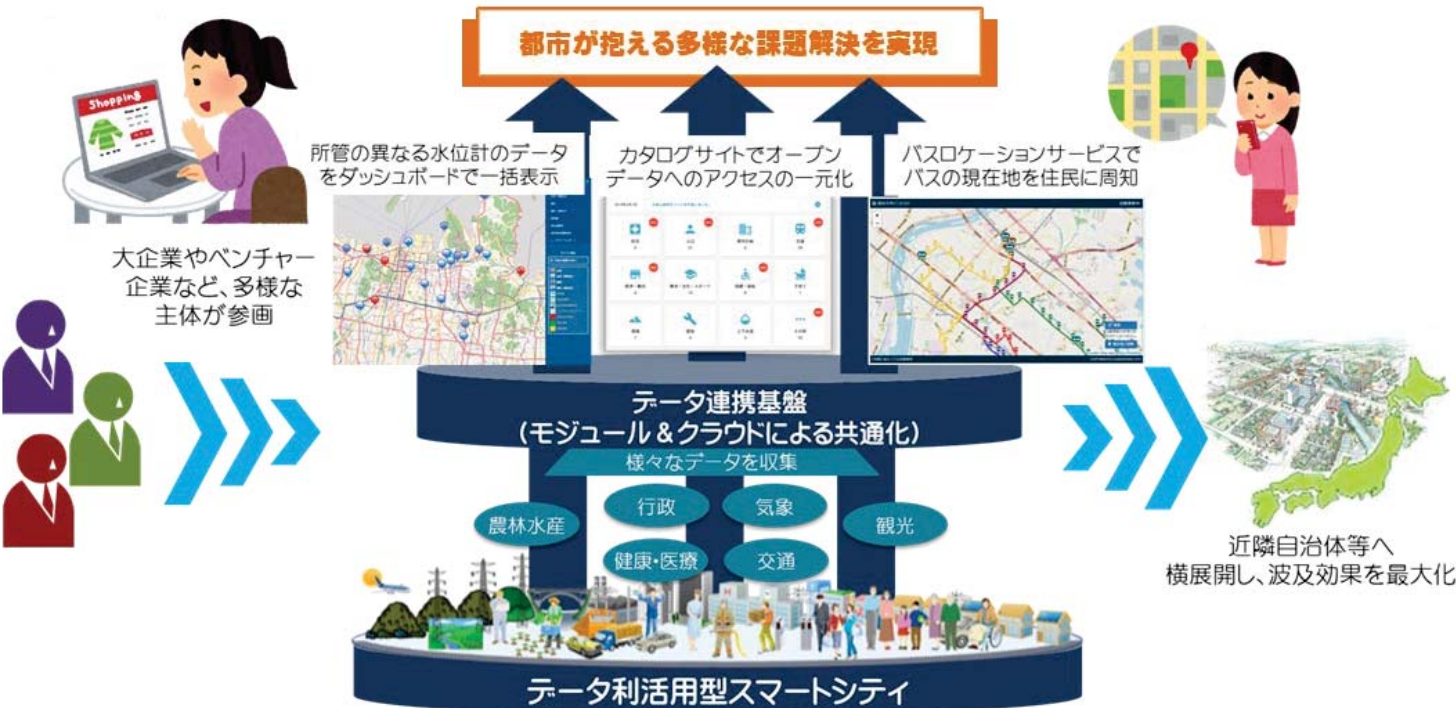 都市が抱える多様な課題解決を実現
Shopping
所管の異なる水位計のデータ
をダッシュボードで一括表示
カタログサイトでオープン
データへのアクセスの一元化
バスロケーションサービスで
バスの現在地を住民に周知
大企業やベンチャー
企業など、多様な
主体が参画
データ連携基盤
(モジュール&クラウドによる共通化)
様々なデータを収集
農林水産
行政
気象
観光
健康・医療
交通
近隣自治体等へ
横展開し、波及効果を最大化
データ利活用型スマートシティ